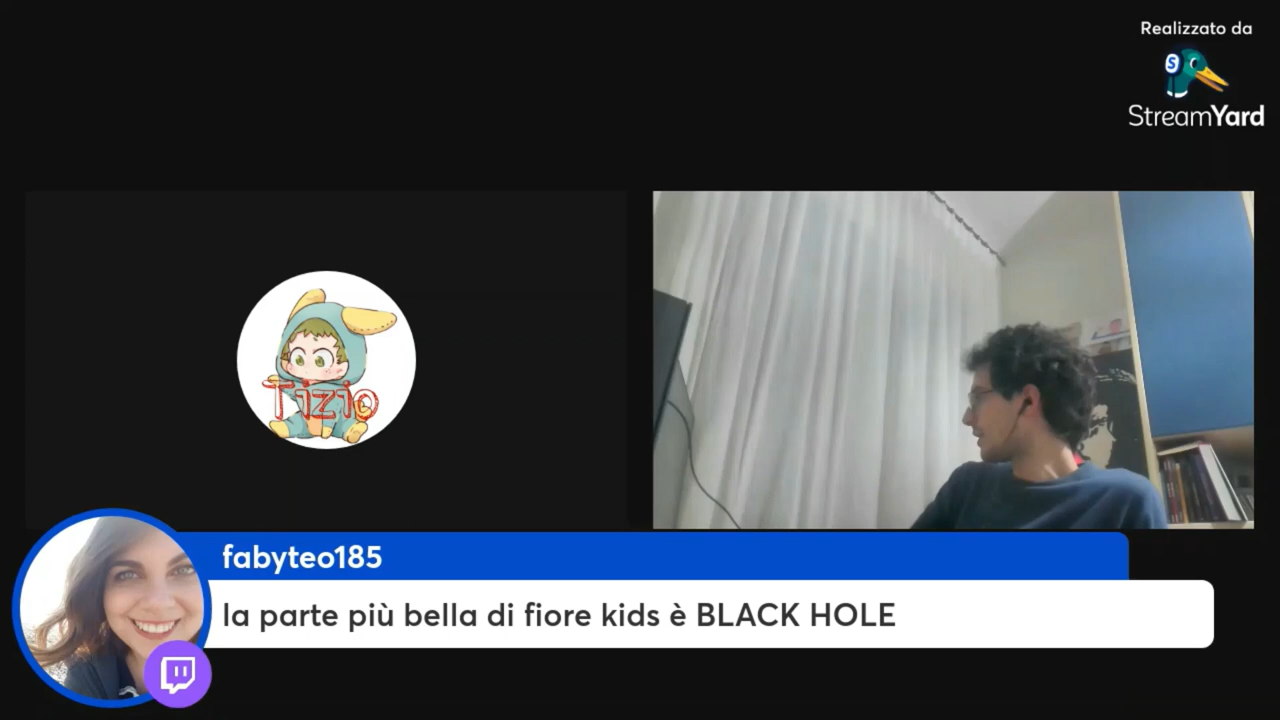 Realizzato da
S
StreamYard
Tizio
fabyteo185
la parte più bella di fiore kids è BLACK HOLE